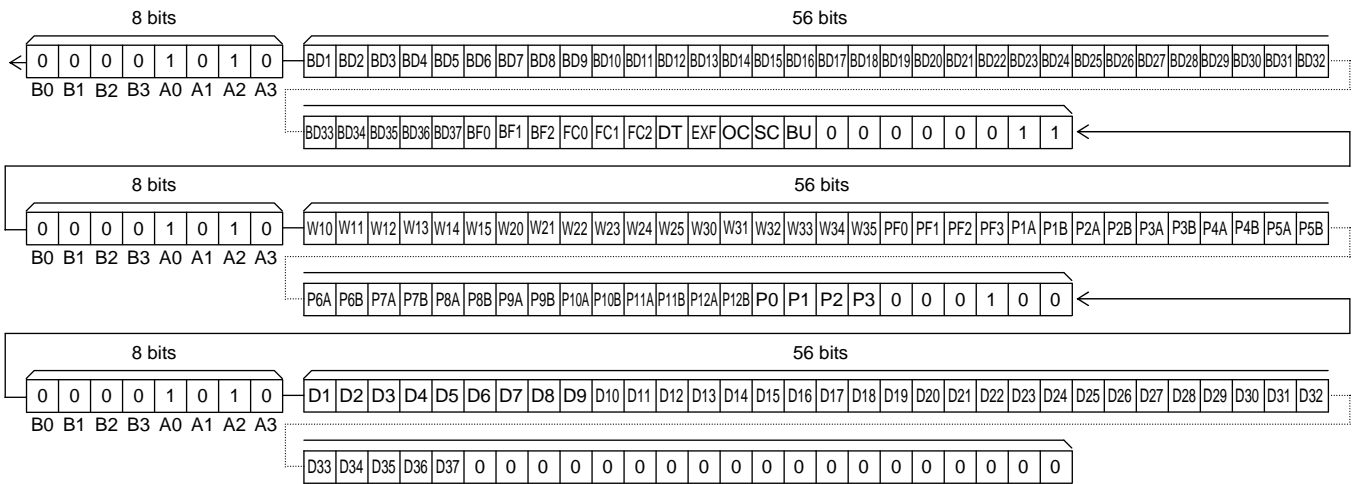 8 bits 56 bits
0 0 0 0 1 0 1 0 BD1 BD2 BD3 BD4 BD5 BD6 BD7 BD8 BD9 BD10 BD11 BD12 BD13 BD14 BD15 BD16 BD17 BD18 BD19 BD20 BD21 BD22 BD23 BD24 BD25 BD26 BD27 BD28 BD29 BD30 BD31 BD32
B0 B1 B2 B3 A0 A1 A2 A3
BD33 BD34 BD35 BD36 BD37 BF0 BF1 BF2 FC0 FC1 FC2 DT EXF OC SC BU 0 0 0 0 0 0 1 1
8 bits 56 bits
0 0 0 0 1 0 1 0 W10 W11 W12 W13 W14 W15 W20 W21 W22 W23 W24 W25 W30 W31 W32 W33 W34 W35 PF0 PF1 PF2 PF3 P1A P1B P2A P2B P3A P3B P4A P4B P5A P5B
B0 B1 B2 B3 A0 A1 A2 A3
P6A P6B P7A P7B P8A P8B P9A P9B P10A P10B P11A P11B P12A P12B P0 P1 P2 P3 0 0 0 1 0 0
8 bits 56 bits
0 0 0 0 1 0 1 0 D1 D2 D3 D4 D5 D6 D7 D8 D9 D10 D11 D12 D13 D14 D15 D16 D17 D18 D19 D20 D21 D22 D23 D24 D25 D26 D27 D28 D29 D30 D31 D32
B0 B1 B2 B3 A0 A1 A2 A3
D33 D34 D35 D36 D37 0 0 0 0 0 0 0 0 0 0 0 0 0 0 0 0 0 0 0